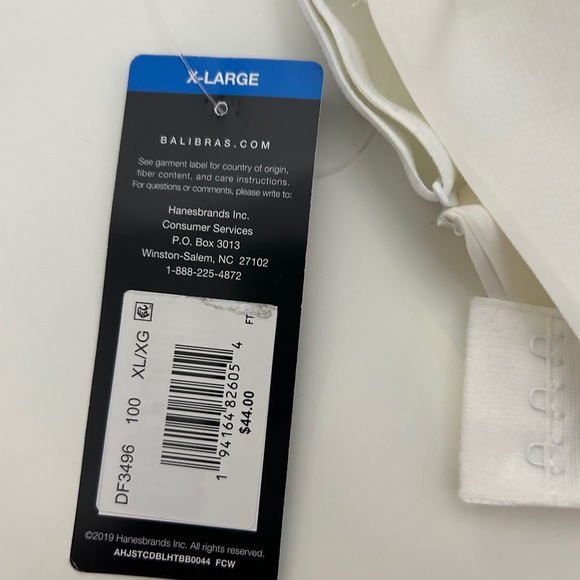 X-LARGE
BALIBRAS.COM
See garment label for country of origin,
fiber content, and care instructions.
For questions or comments, please write to:
Hanesbrands Inc.
Consumer Services
P.O. Box 3013
Winston-Salem, NC 27102
1-888-225-4872
DF3496 100 XL/XG
1 94164 82605 4
FT
$44.00
©2019 Hanesbrands Inc. All rights reserved.
AHJSTCDBLHTBB0044 FCW